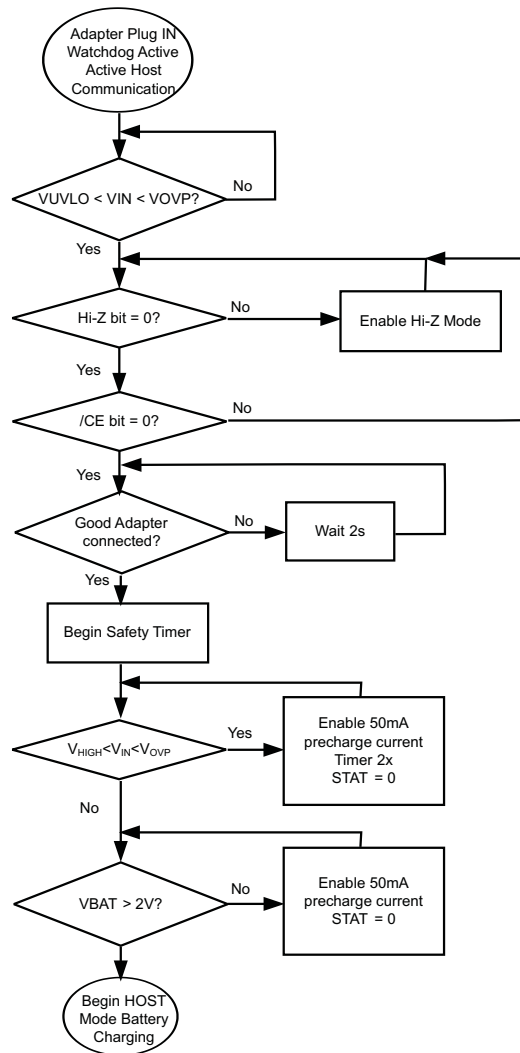 Adapter Plug IN
Watchdog Active
Active Host
Communication
VUVLO < VIN < VOVP?
No
Yes
Hi-Z bit = 0?
No
Enable Hi-Z Mode
Yes
/CE bit = 0?
No
Yes
Good Adapter
connected?
No
Wait 2s
Yes
Begin Safety Timer
VHIGH<VIN<VOVP
Yes
Enable 50mA
precharge current
Timer 2x
STAT = 0
No
VBAT > 2V?
No
Enable 50mA
precharge current
STAT = 0
Yes
Begin HOST
Mode Battery
Charging